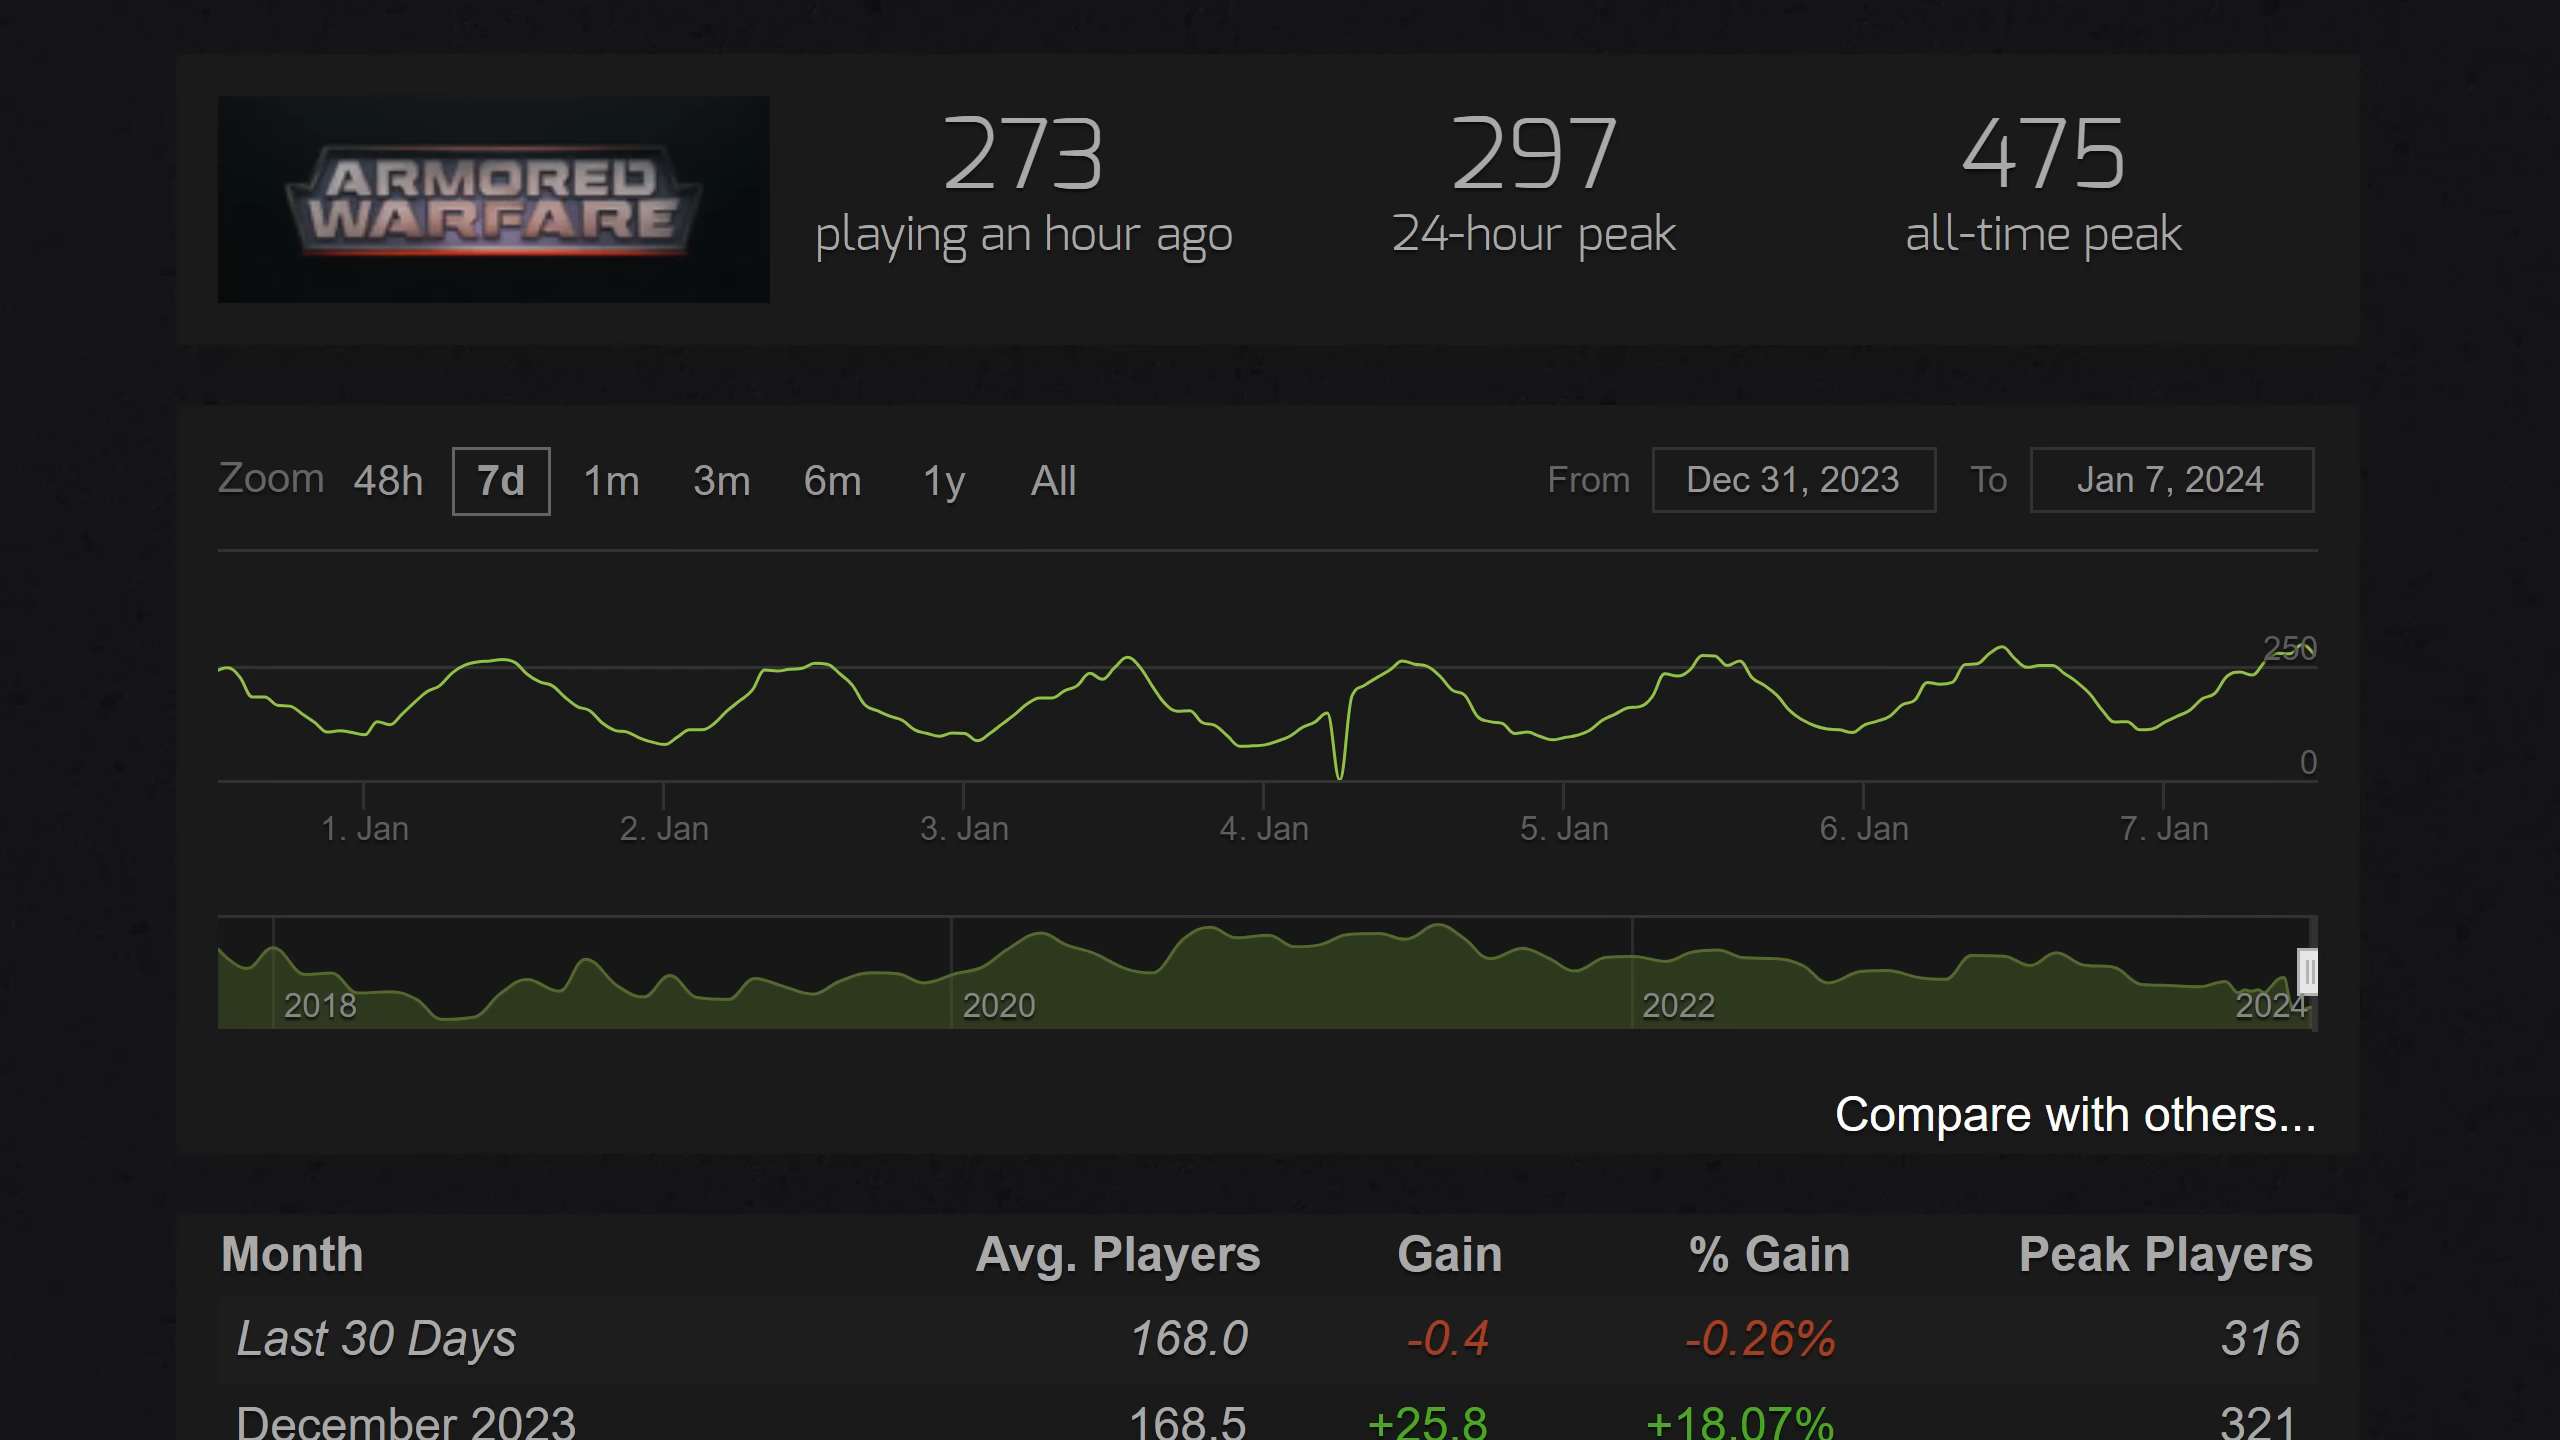 ARMORED
WARFARE
273
playing an hour ago
297
24-hour peak
475
all-time peak
Zoom 48h 7d 1m 3m 6m 1y All
From Dec 31, 2023 To Jan 7, 2024
250
0
1. Jan 2. Jan 3. Jan 4. Jan 5. Jan 6. Jan 7. Jan
2018 2020 2022 2024
Compare with others...
Month Avg. Players Gain % Gain Peak Players
Last 30 Days 168.0 -0.4 -0.26% 316
December 2023 168.5 +25.8 +18.07% 321